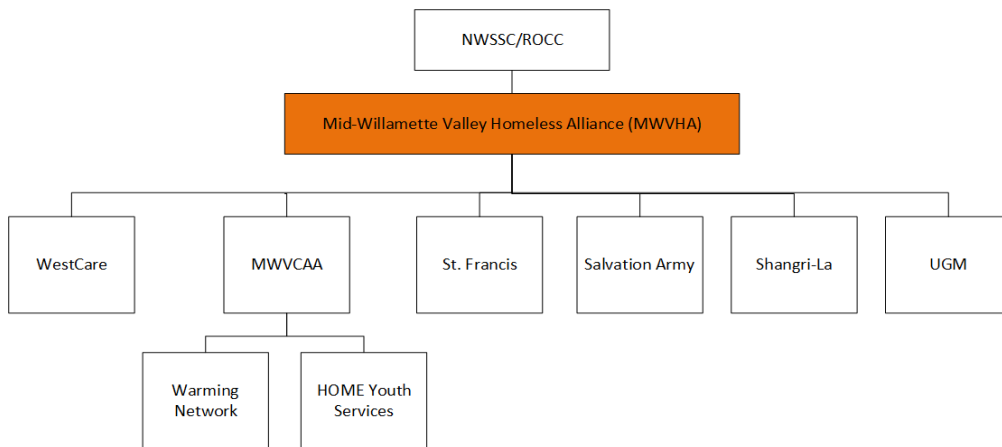 NWSSC/ROCC
Mid-Willamette Valley Homeless Alliance (MWVHA)
WestCare
MWVCAA
St. Francis
Salvation Army
Shangri-La
UGM
Warming
Network
HOME Youth
Services